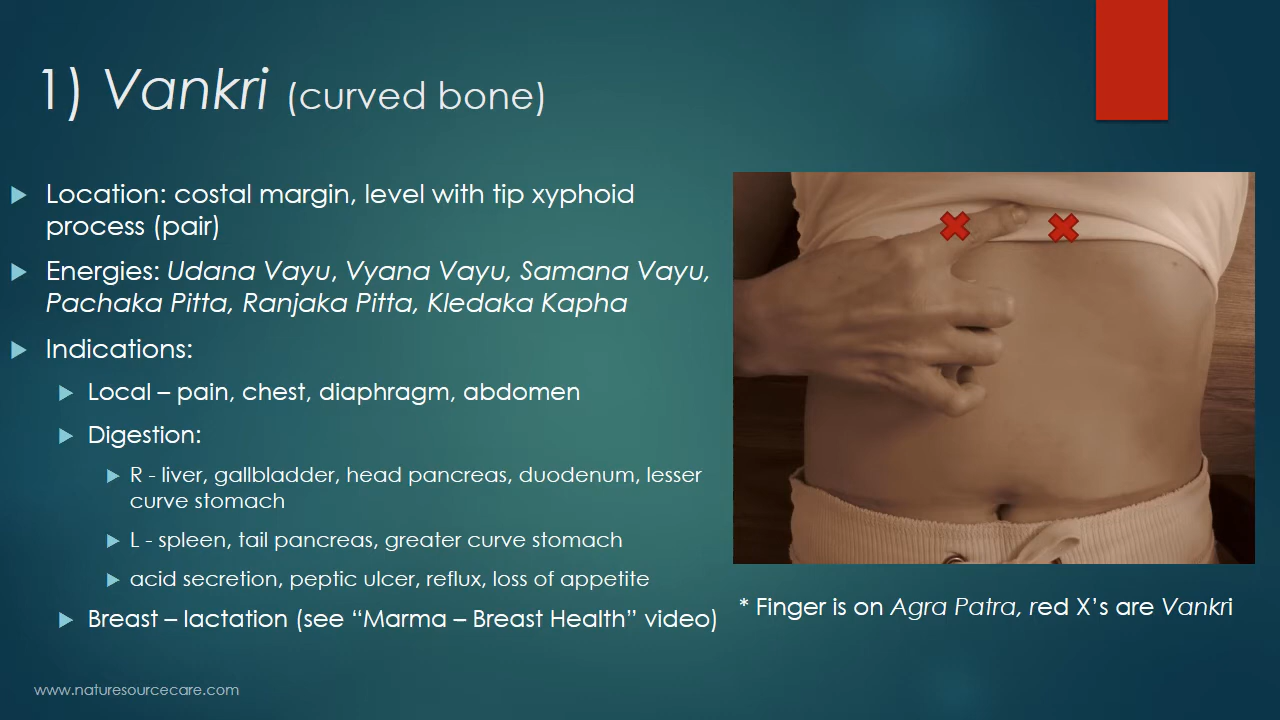 1) Vankri (curved bone)
Location: costal margin, level with tip xyphoid
process (pair)
Energies: Udana Vayu, Vyana Vayu, Samana Vayu,
Pachaka Pitta, Ranjaka Pitta, Kledaka Kapha
Indications:
Local – pain, chest, diaphragm, abdomen
Digestion:
R - liver, gallbladder, head pancreas, duodenum, lesser
curve stomach
L - spleen, tail pancreas, greater curve stomach
acid secretion, peptic ulcer, reflux, loss of appetite
Breast – lactation (see “Marma – Breast Health” video)
* Finger is on Agra Patra, red X’s are Vankri
www.naturesourcecare.com